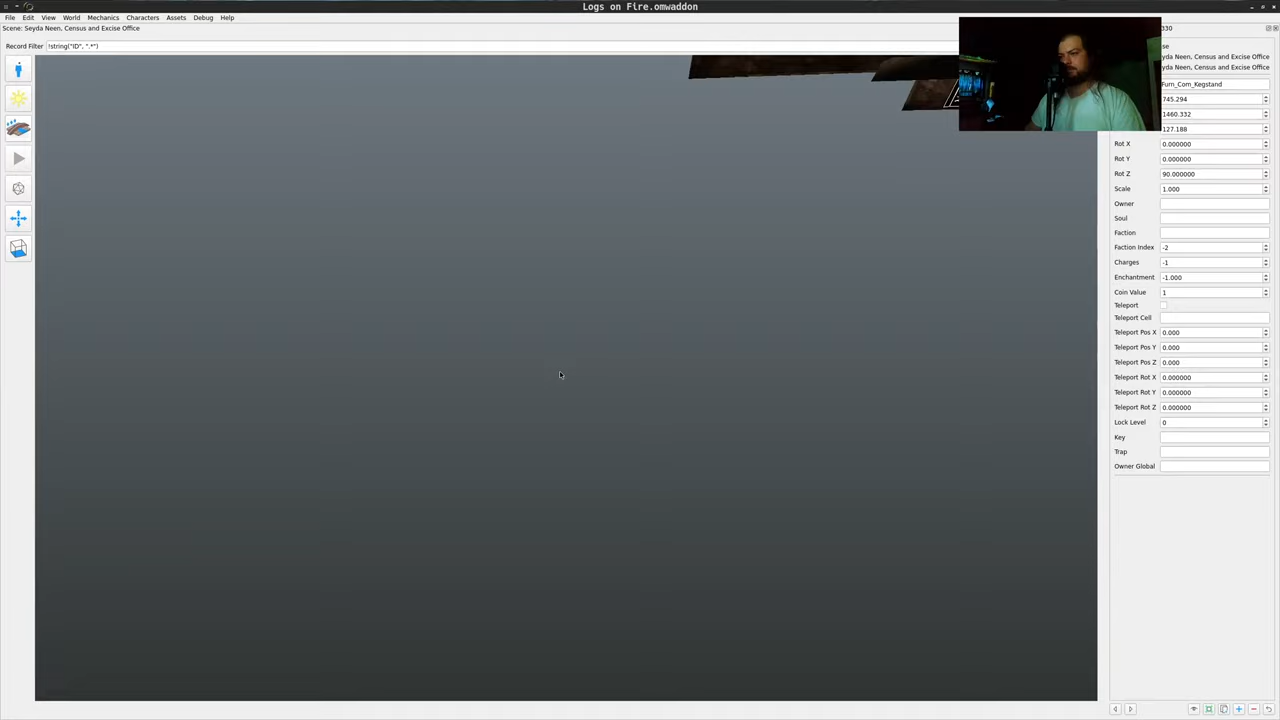 Logs on Fire.omwaddon
File Edit View World Mechanics Characters Assets Debug Help
Scene: Seyda Neen, Census and Excise Office
330
Record Filter !string("ID", ".*")
se
yda Neen, Census and Excise Office
yda Neen, Census and Excise Office
Furn_Com_Kegstand
745.294
1460.332
127.188
Rot X 0.000000
Rot Y 0.000000
Rot Z 90.000000
Scale 1.000
Owner
Soul
Faction
Faction Index -2
Charges -1
Enchantment -1.000
Coin Value 1
Teleport
Teleport Cell
Teleport Pos X 0.000
Teleport Pos Y 0.000
Teleport Pos Z 0.000
Teleport Rot X 0.000000
Teleport Rot Y 0.000000
Teleport Rot Z 0.000000
Lock Level 0
Key
Trap
Owner Global